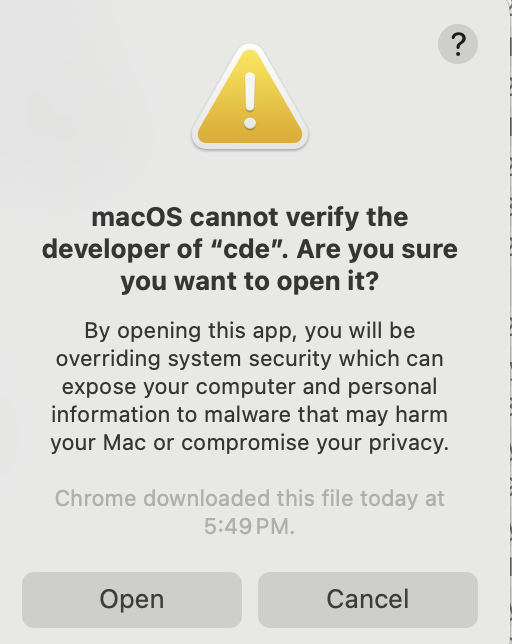 ?
macOS cannot verify the
developer of “cde”. Are you sure
you want to open it?
By opening this app, you will be
overriding system security which can
expose your computer and personal
information to malware that may harm
your Mac or compromise your privacy.
Chrome downloaded this file today at
5:49 PM.
Open Cancel